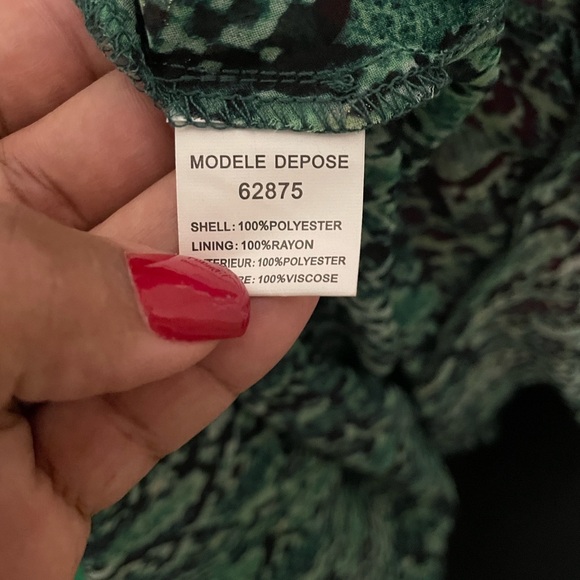 MODELE DEPOSE
62875
SHELL: 100%POLYESTER
LINING: 100%RAYON
100%POLYESTER
100%VISCOSE